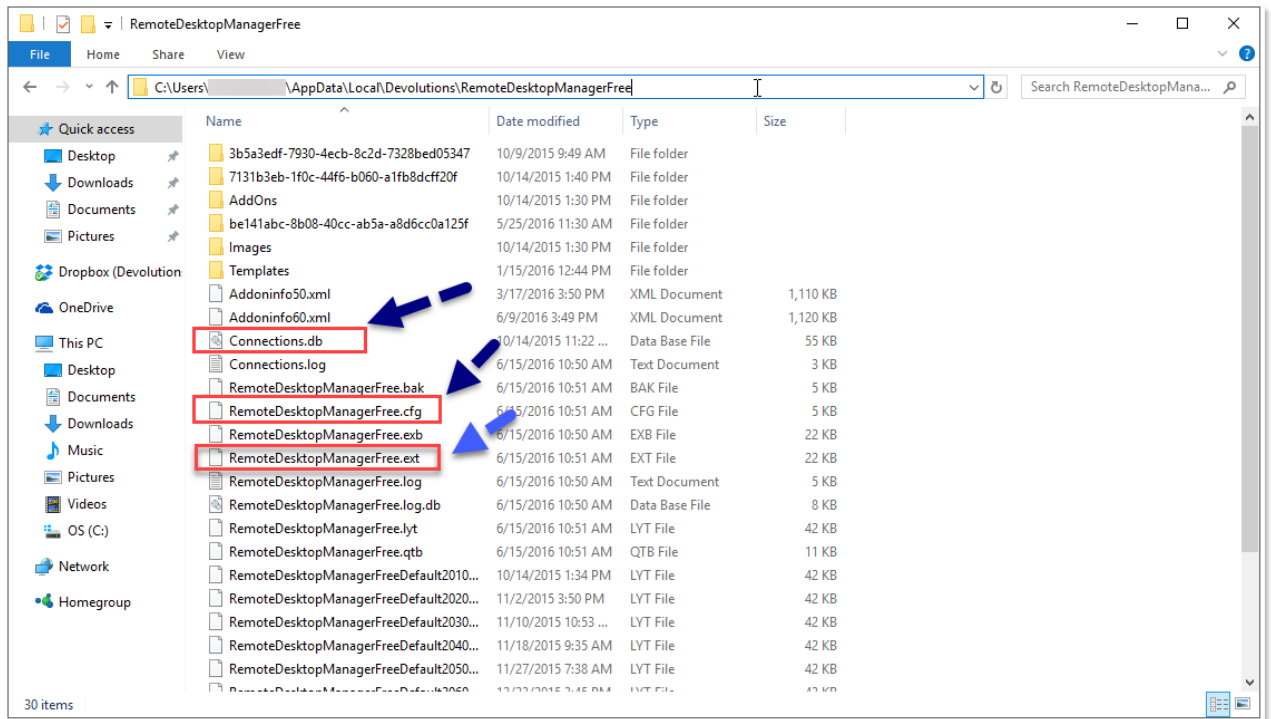 RemoteDesktopManagerFree
File Home Share View
C:\Users\ \AppData\Local\Devolutions\RemoteDesktopManagerFree
Search RemoteDesktopMana...
Quick access
Desktop
Downloads
Documents
Pictures
Dropbox (Devolution
OneDrive
This PC
Desktop
Documents
Downloads
Music
Pictures
Videos
OS (C:)
Network
Homegroup
Name Date modified Type Size
3b5a3edf-7930-4ecb-8c2d-7328bed05347 10/9/2015 9:49 AM File folder
7131b3eb-1f0c-44f6-b060-a1fb8dcff20f 10/14/2015 1:40 PM File folder
AddOns 10/14/2015 1:30 PM File folder
be141abc-8b08-40cc-ab5a-a8d6cc0a125f 5/25/2016 11:30 AM File folder
Images 10/14/2015 1:30 PM File folder
Templates 1/15/2016 12:44 PM File folder
Addoninfo50.xml 3/17/2016 3:50 PM XML Document 1,110 KB
Addoninfo60.xml 6/9/2016 3:49 PM XML Document 1,120 KB
Connections.db 10/14/2015 11:22 ... Data Base File 55 KB
Connections.log 6/15/2016 10:50 AM Text Document 3 KB
RemoteDesktopManagerFree.bak 6/15/2016 10:51 AM BAK File 5 KB
RemoteDesktopManagerFree.cfg 6/15/2016 10:51 AM CFG File 5 KB
RemoteDesktopManagerFree.exb 6/15/2016 10:50 AM EXB File 22 KB
RemoteDesktopManagerFree.ext 6/15/2016 10:51 AM EXT File 22 KB
RemoteDesktopManagerFree.log 6/15/2016 10:50 AM Text Document 5 KB
RemoteDesktopManagerFree.log.db 6/15/2016 10:50 AM Data Base File 8 KB
RemoteDesktopManagerFree.lyt 6/15/2016 10:51 AM LYT File 42 KB
RemoteDesktopManagerFree.qtb 6/15/2016 10:51 AM QTB File 11 KB
RemoteDesktopManagerFreeDefault2010... 10/14/2015 1:34 PM LYT File 42 KB
RemoteDesktopManagerFreeDefault2020... 11/2/2015 3:50 PM LYT File 42 KB
RemoteDesktopManagerFreeDefault2030... 11/10/2015 10:53 ... LYT File 42 KB
RemoteDesktopManagerFreeDefault2040... 11/18/2015 9:35 AM LYT File 42 KB
RemoteDesktopManagerFreeDefault2050... 11/27/2015 7:38 AM LYT File 42 KB
30 items